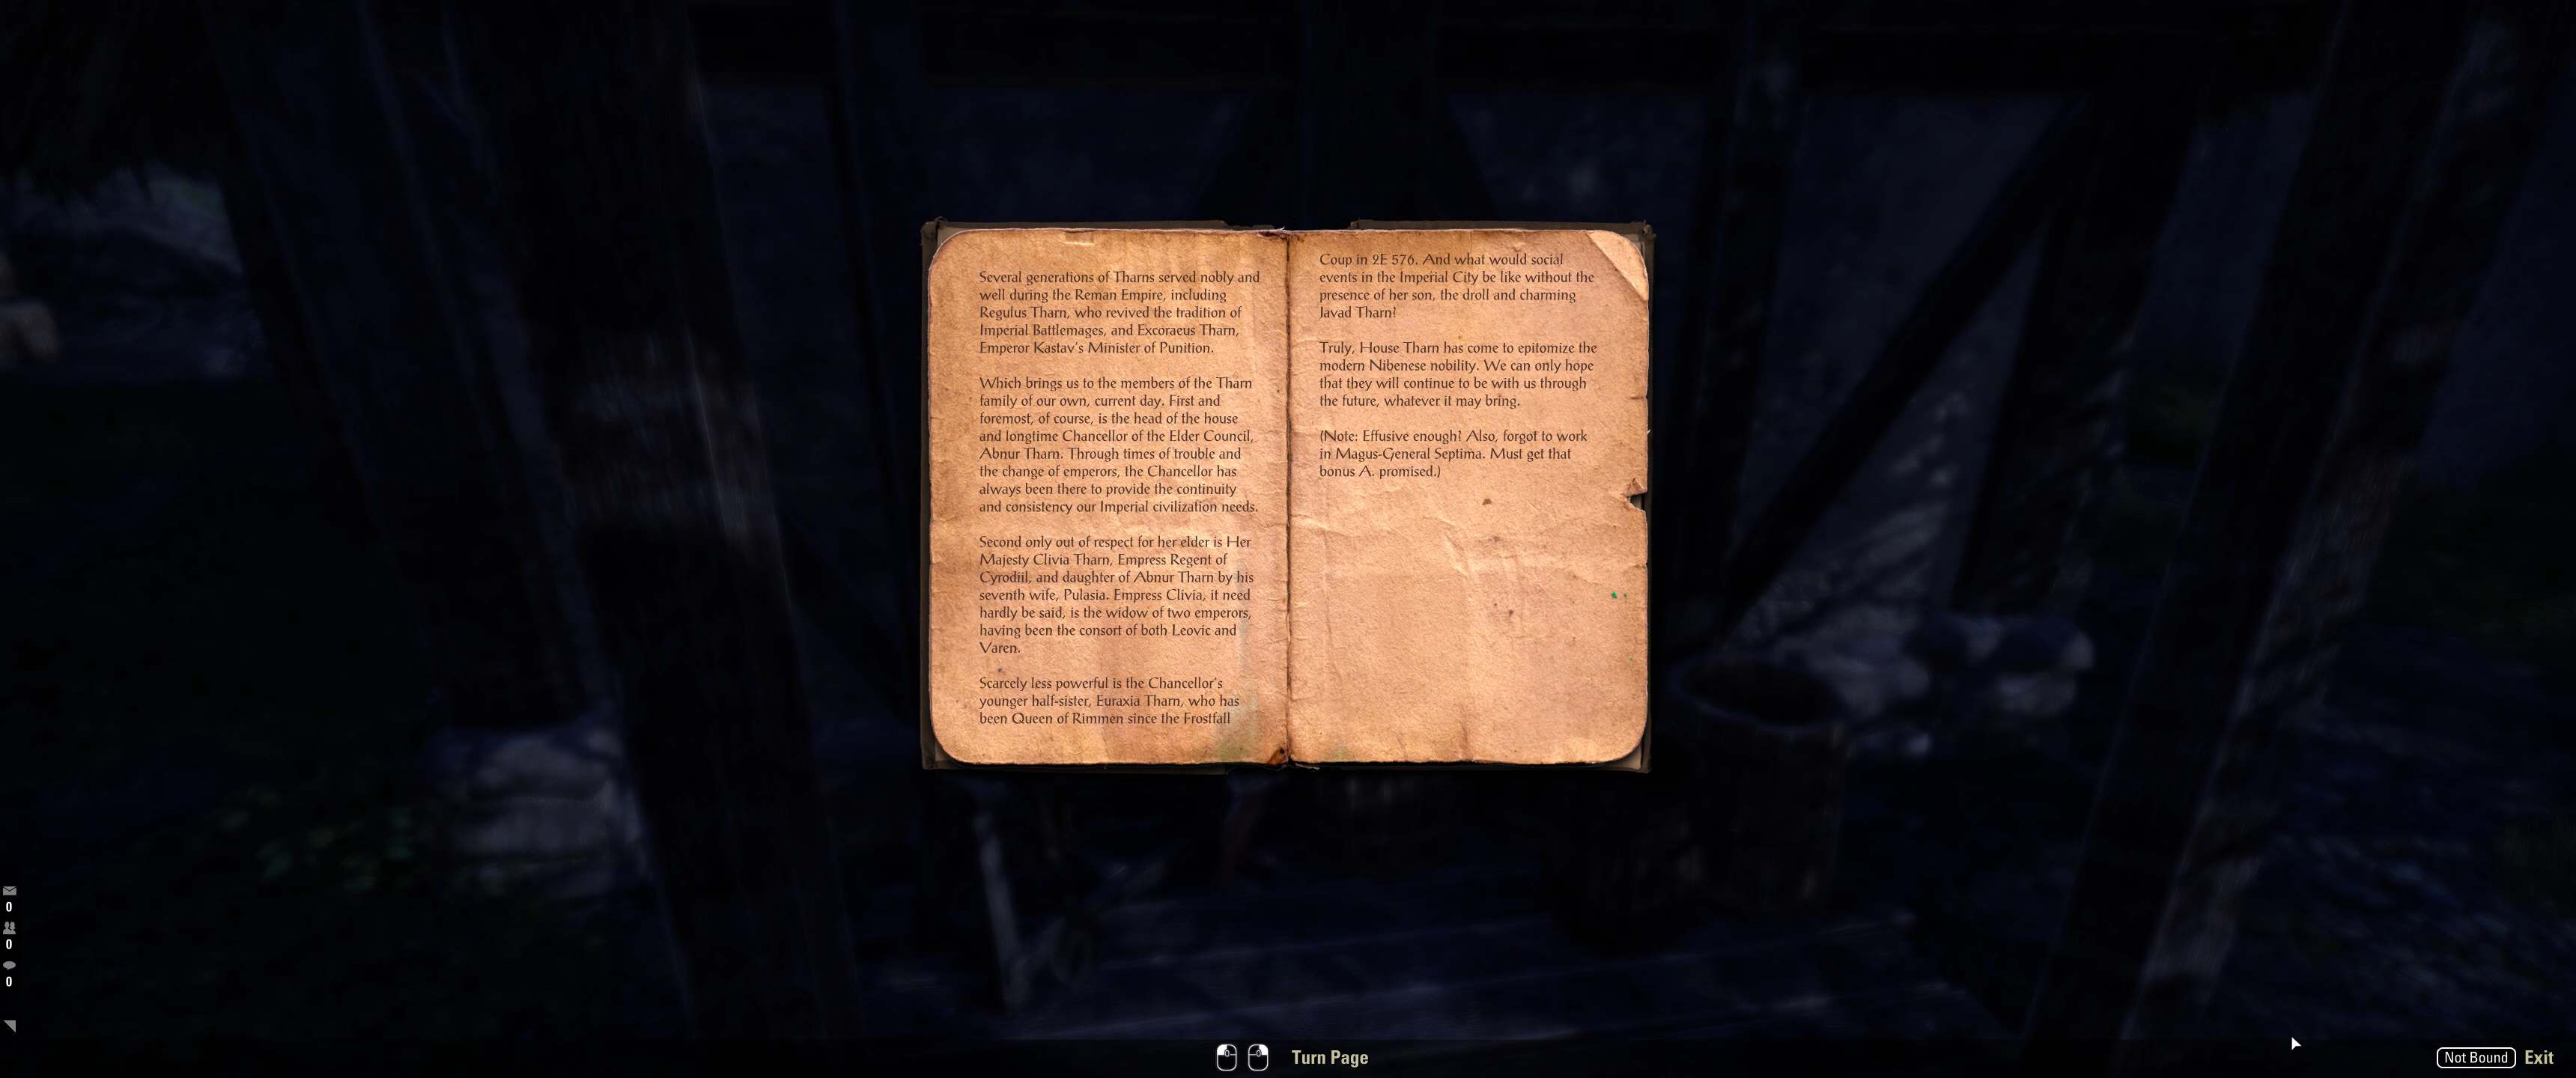 Several generations of Tharns served nobly and
well during the Reman Empire, including
Regulus Tharn, who revived the tradition of
Imperial Battlemages, and Excoraeus Tharn,
Emperor Kastav's Minister of Punition.
Which brings us to the members of the Tharn
family of our own, current day. First and
foremost, of course, is the head of the house
and longtime Chancellor of the Elder Council,
Abnur Tharn. Through times of trouble and
the change of emperors, the Chancellor has
always been there to provide the continuity
and consistency our Imperial civilization needs.
Second only out of respect for her elder is Her
Majesty Clivia Tharn, Empress Regent of
Cyrodiil, and daughter of Abnur Tharn by his
seventh wife, Pulasia. Empress Clivia, it need
hardly be said, is the widow of two emperors,
having been the consort of both Leovic and
Varen.
Scarcely less powerful is the Chancellor's
younger half-sister, Euraxia Tharn, who has
been Queen of Rimmen since the Frostfall
Coup in 2E 576. And what would social
events in the Imperial City be like without the
presence of her son, the droll and charming
Javad Tharn?
Truly, House Tharn has come to epitomize the
modern Nibenese nobility. We can only hope
that they will continue to be with us through
the future, whatever it may bring.
(Note: Effusive enough? Also, forgot to work
in Magus-General Septima. Must get that
bonus A. promised.)
0
0
0
Turn Page
Not Bound Exit